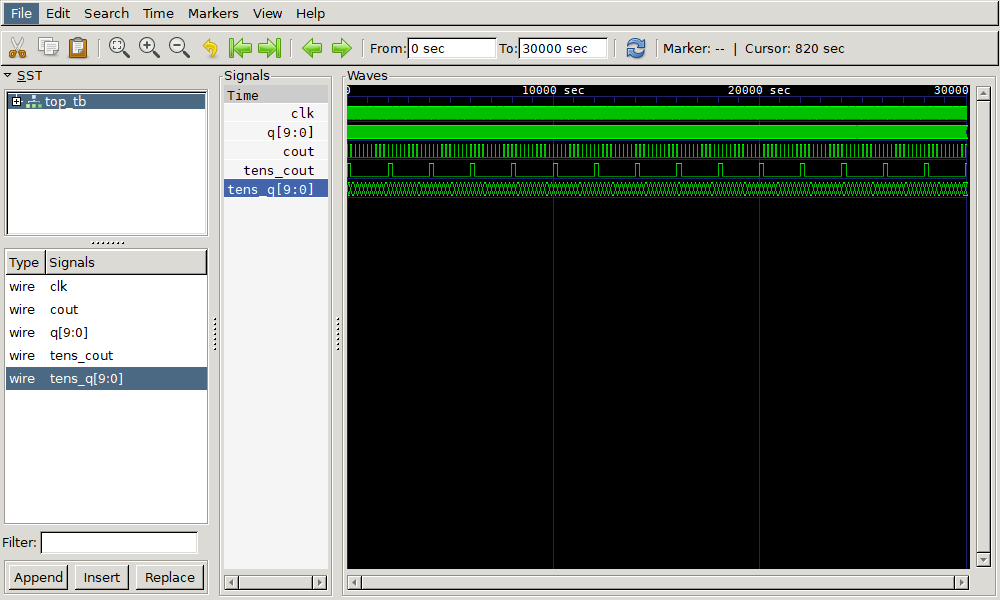 File Edit Search Time Markers View Help
From: 0 sec To: 30000 sec Marker: -- | Cursor: 820 sec
SST
top_tb
Type Signals
wire clk
wire cout
wire q[9:0]
wire tens_cout
wire tens_q[9:0]
Filter:
Append Insert Replace
Signals
Time
clk
q[9:0]
cout
tens_cout
tens_q[9:0]
Waves
0 10000 sec 20000 sec 30000